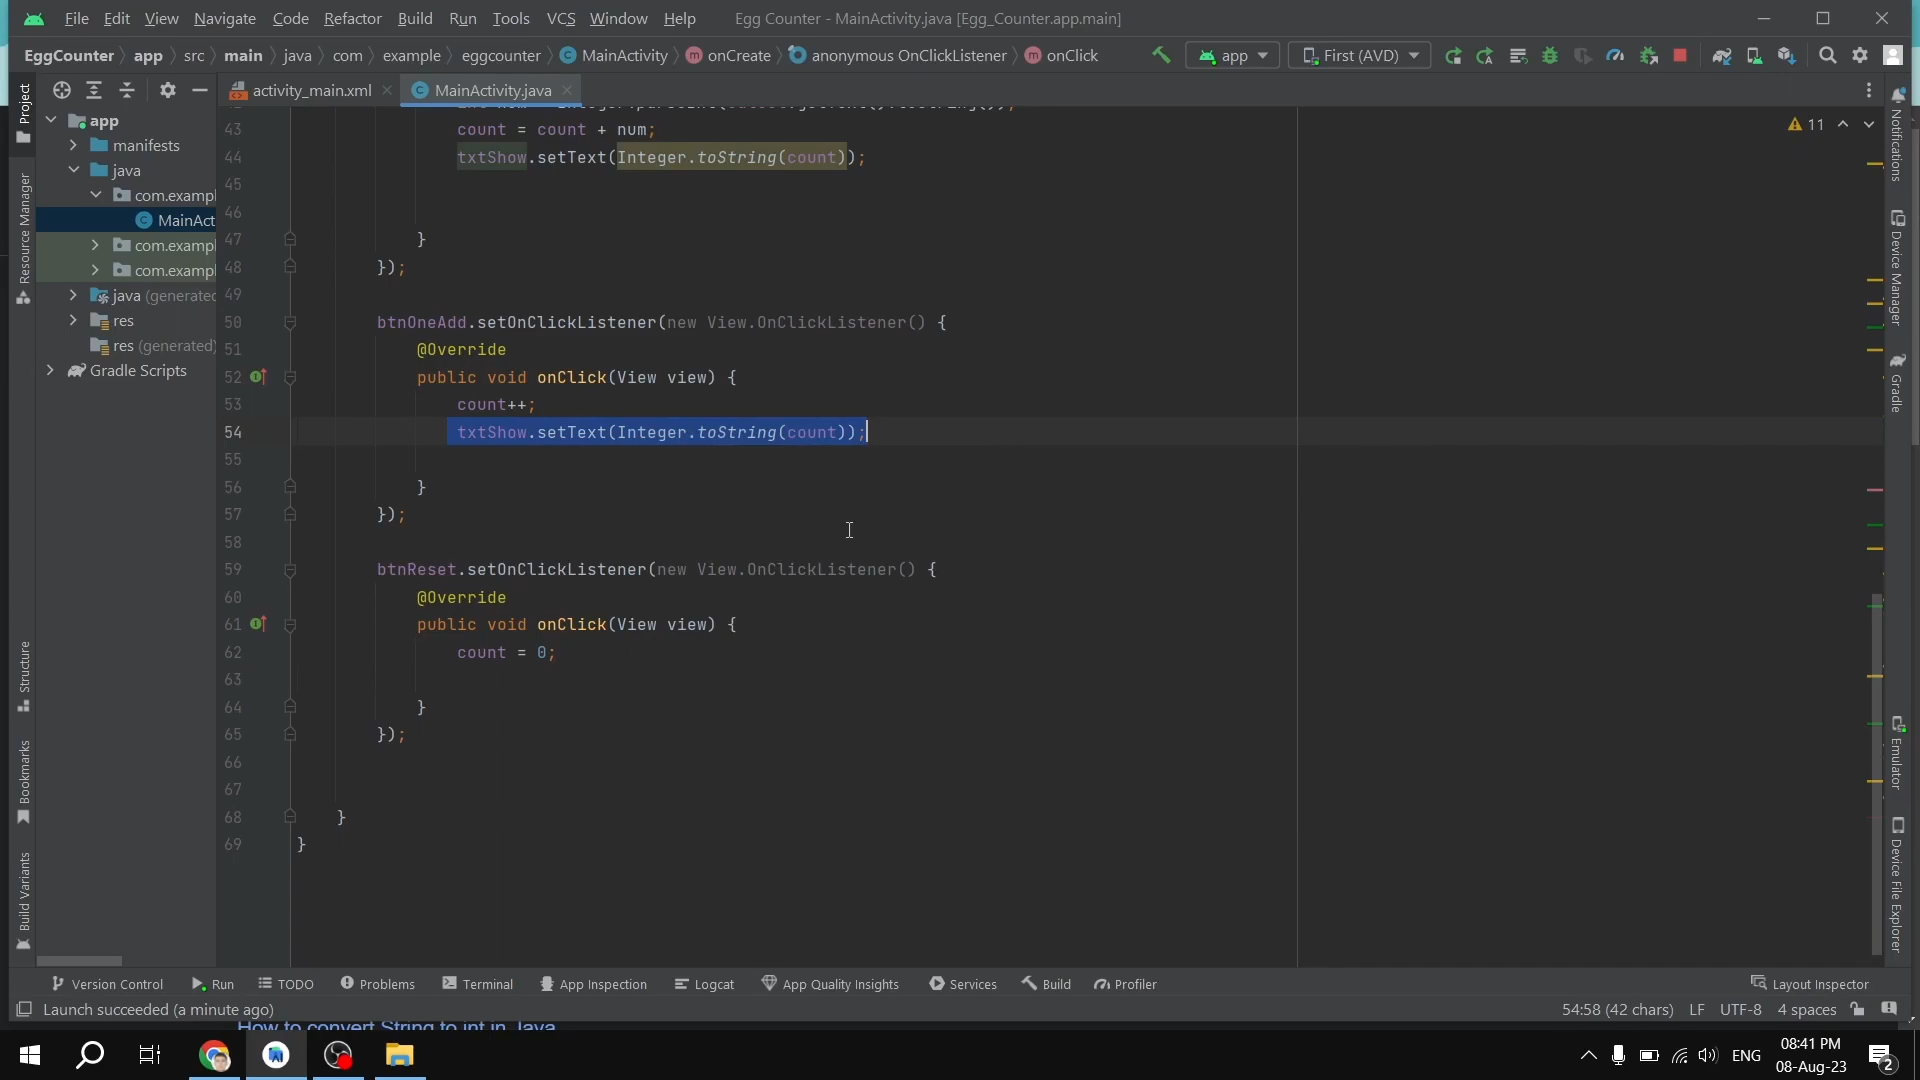 File Edit View Navigate Code Refactor Build Run Tools VCS Window Help Egg Counter - MainActivity.java [Egg_Counter.app.main]
EggCounter app src main java com example eggcounter MainActivity onCreate anonymous OnClickListener onClick app First (AVD)
activity_main.xml MainActivity.java
Project
Resource Manager
Structure
Bookmarks
Build Variants
app
manifests
java
com.exampl
MainAct
com.exampl
com.exampl
java (generated
res
res (generated)
Gradle Scripts
11
43 count = count + num;
44 txtShow.setText(Integer.toString(count));
45
46
47 }
48 });
49
50 btnOneAdd.setOnClickListener(new View.OnClickListener() {
51 @Override
52 public void onClick(View view) {
53 count++;
54 txtShow.setText(Integer.toString(count));
55
56 }
57 });
58
59 btnReset.setOnClickListener(new View.OnClickListener() {
60 @Override
61 public void onClick(View view) {
62 count = 0;
63
64 }
65 });
66
67
68 }
69 }
Notifications
Device Manager
Gradle
Emulator
Device File Explorer
Version Control Run TODO Problems Terminal App Inspection Logcat App Quality Insights Services Build Profiler Layout Inspector
Launch succeeded (a minute ago) 54:58 (42 chars) LF UTF-8 4 spaces
How to convert String to int in Java
ENG 08:41 PM
08-Aug-23
2